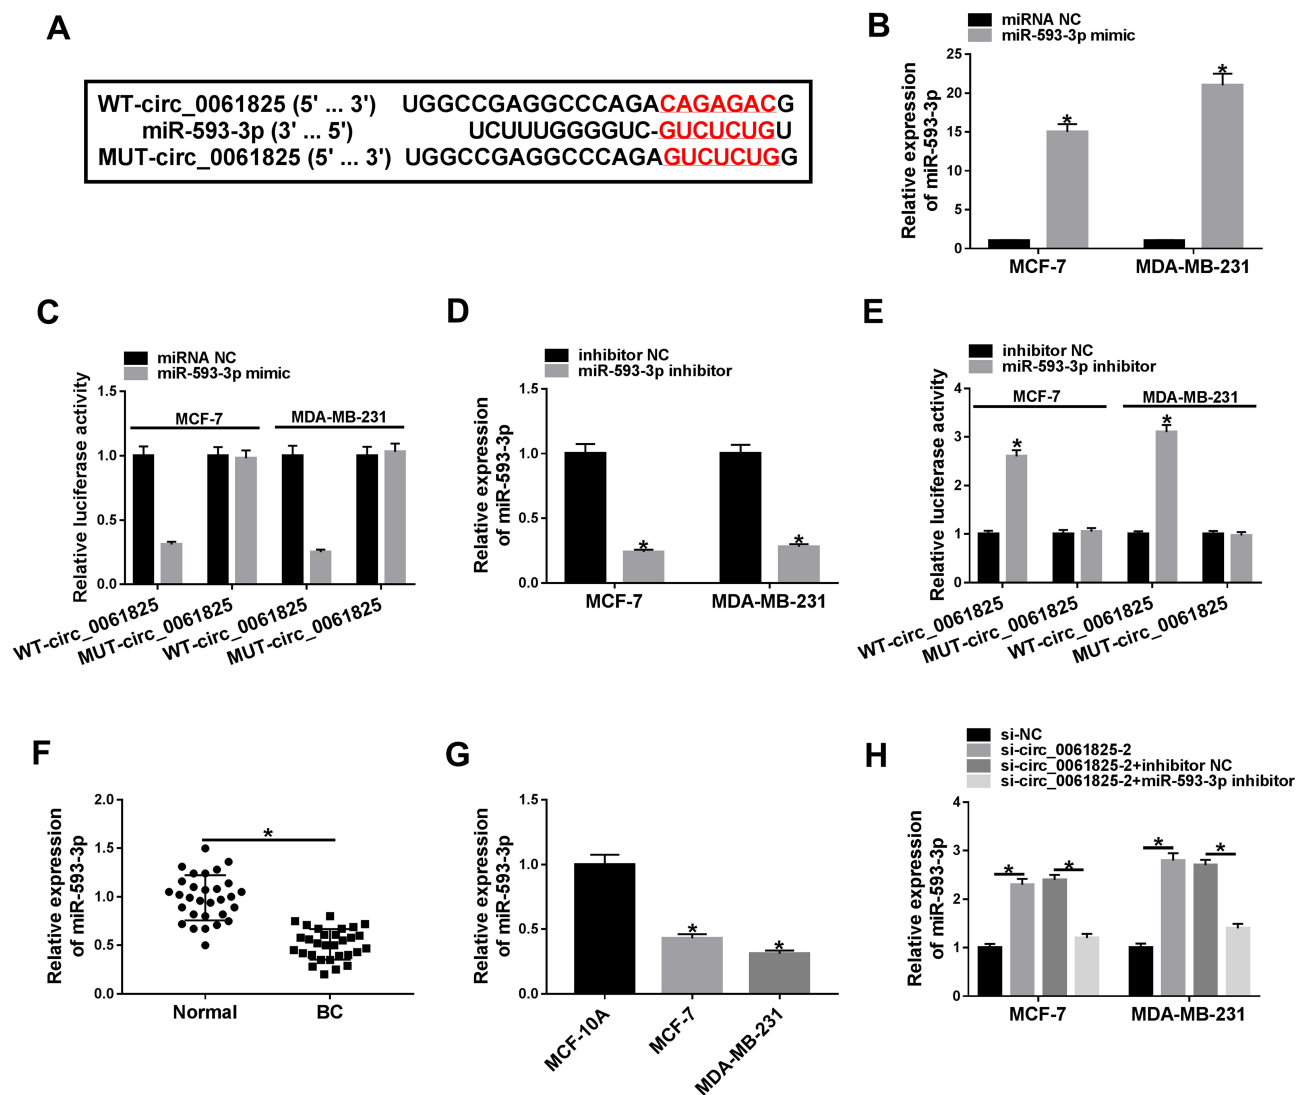 A
WT-circ_0061825 (5' ... 3') UGGCCGAGGCCCAGACAGAGACG
miR-593-3p (3' ... 5') UCUUUGGGGUC-GUCUCUGU
MUT-circ_0061825 (5' ... 3') UGGCCGAGGCCCAGAGUCUCUGG
B
miRNA NC
miR-593-3p mimic
Relative expression
of miR-593-3p
25
20
15
10
5
0
*
*
MCF-7
MDA-MB-231
C
miRNA NC
miR-593-3p mimic
Relative luciferase activity
1.5
1.0
0.5
0.0
MCF-7
MDA-MB-231
WT-circ_0061825
MUT-circ_0061825
WT-circ_0061825
MUT-circ_0061825
D
inhibitor NC
miR-593-3p inhibitor
Relative expression
of miR-593-3p
1.5
1.0
0.5
0.0
*
*
MCF-7
MDA-MB-231
E
inhibitor NC
miR-593-3p inhibitor
Relative luciferase activity
4
3
2
1
0
MCF-7
MDA-MB-231
*
*
WT-circ_0061825
MUT-circ_0061825
WT-circ_0061825
MUT-circ_0061825
F
Relative expression
of miR-593-3p
2.0
1.5
1.0
0.5
0.0
*
Normal
BC
G
Relative expression
of miR-593-3p
1.5
1.0
0.5
0.0
*
*
MCF-10A
MCF-7
MDA-MB-231
H
si-NC
si-circ_0061825-2
si-circ_0061825-2+inhibitor NC
si-circ_0061825-2+miR-593-3p inhibitor
Relative expression
of miR-593-3p
4
3
2
1
0
*
*
*
*
MCF-7
MDA-MB-231